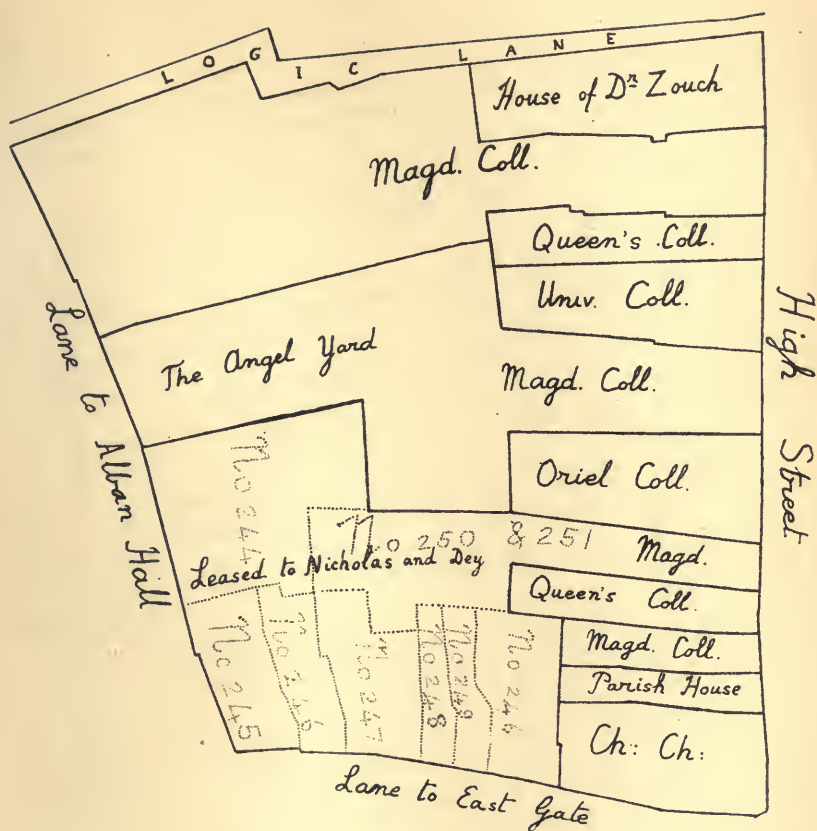 LOGIC LANE
House of Dr Zouch
Magd. Coll.
Queen's Coll.
Univ. Coll.
The Angel Yard
Magd. Coll.
High Street
Lane to Alban Hall
Oriel Coll.
No 244
No 250 & 251
Magd.
Leased to Nicholas and Dey
Queen's Coll.
Magd. Coll.
Parish House
Ch: Ch:
No 245
No 246
No 247
No 248
No 249
No 246
Lane to East Gate